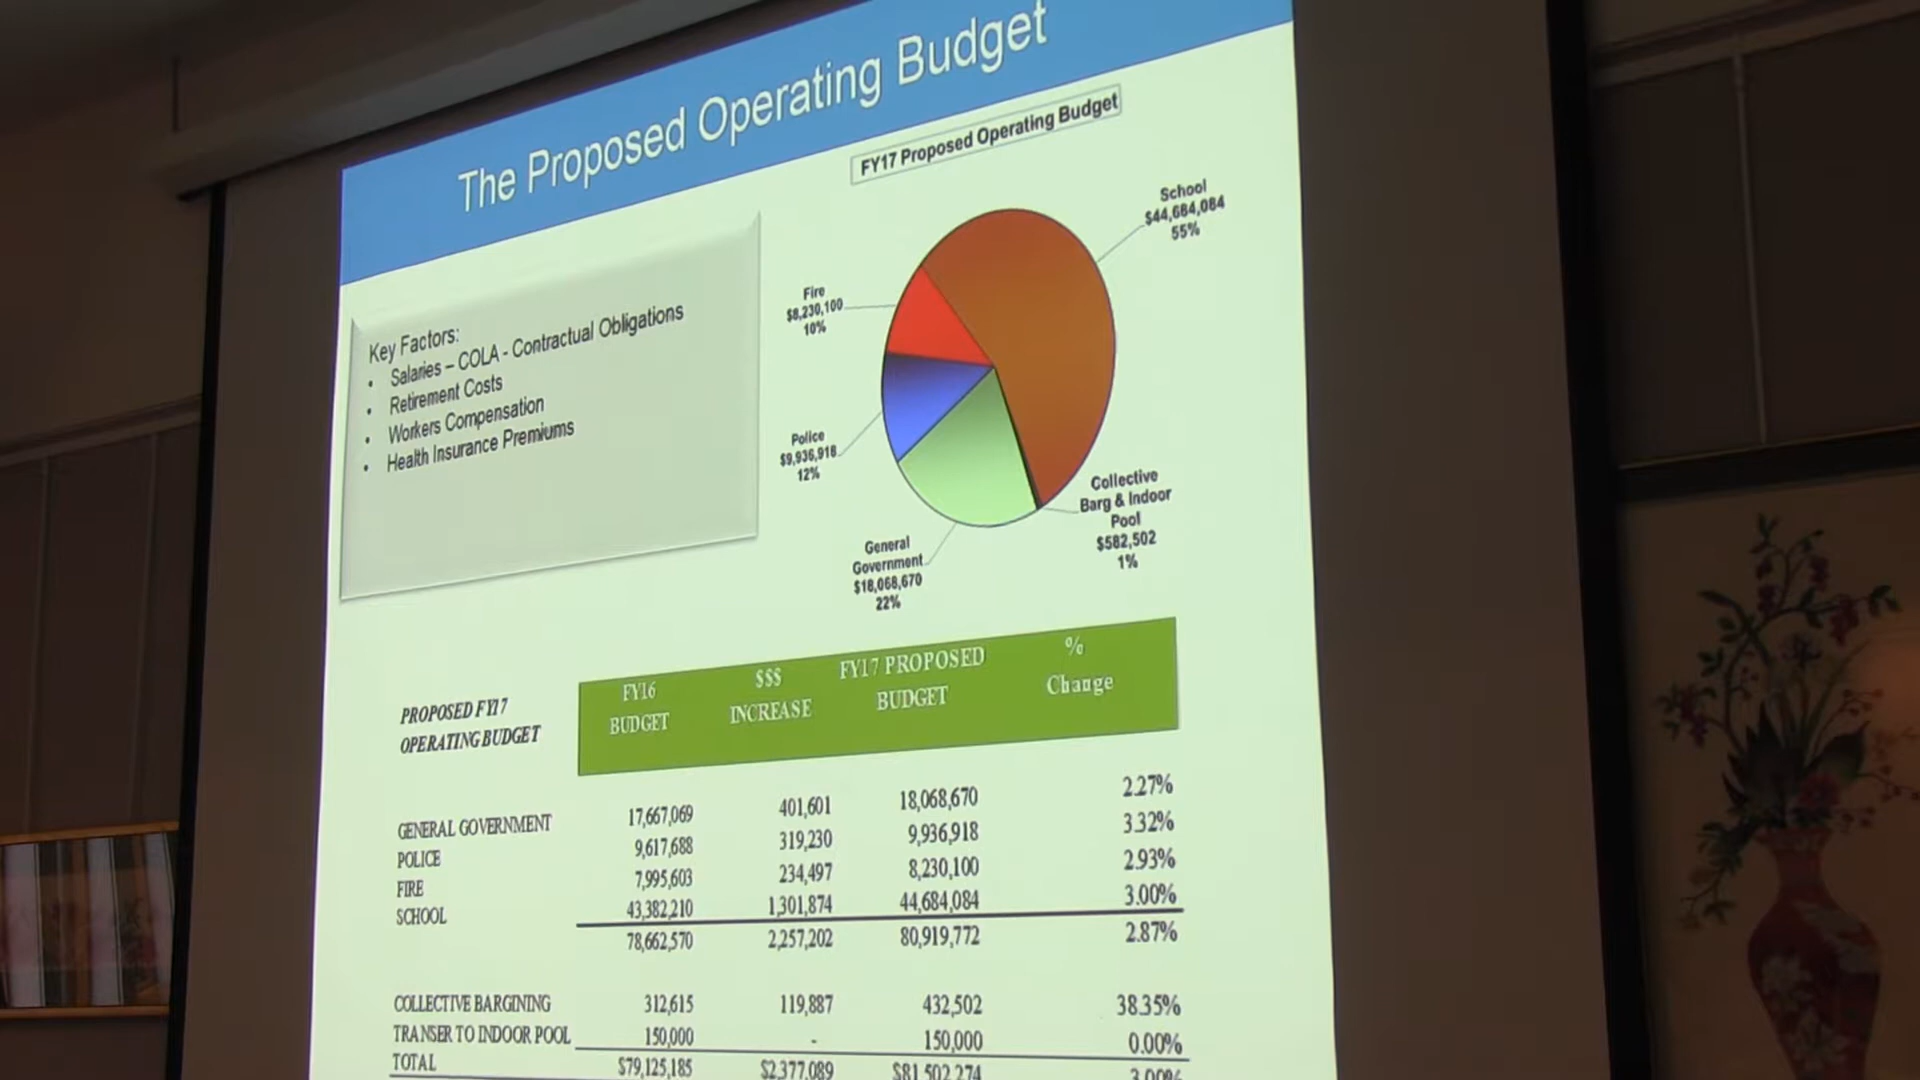 The Proposed Operating Budget
FY17 Proposed Operating Budget
Key Factors:
• Salaries – COLA - Contractual Obligations
• Retirement Costs
• Workers Compensation
• Health Insurance Premiums
School
$44,684,084
55%
Fire
$8,230,100
10%
Police
$9,936,918
12%
Collective
Barg & Indoor
Pool
$582,502
1%
General
Government
$18,068,670
22%
PROPOSED FY17
OPERATING BUDGET
FY16
BUDGET
$$$
INCREASE
FY17 PROPOSED
BUDGET
%
Change
GENERAL GOVERNMENT 17,667,069 401,601 18,068,670 2.27%
POLICE 9,617,688 319,230 9,936,918 3.32%
FIRE 7,995,603 234,497 8,230,100 2.93%
SCHOOL 43,382,210 1,301,874 44,684,084 3.00%
78,662,570 2,257,202 80,919,772 2.87%
COLLECTIVE BARGINING 312,615 119,887 432,502 38.35%
TRANSER TO INDOOR POOL 150,000 - 150,000 0.00%
TOTAL $79,125,185 $2,377,089 $81,502,274 3.00%